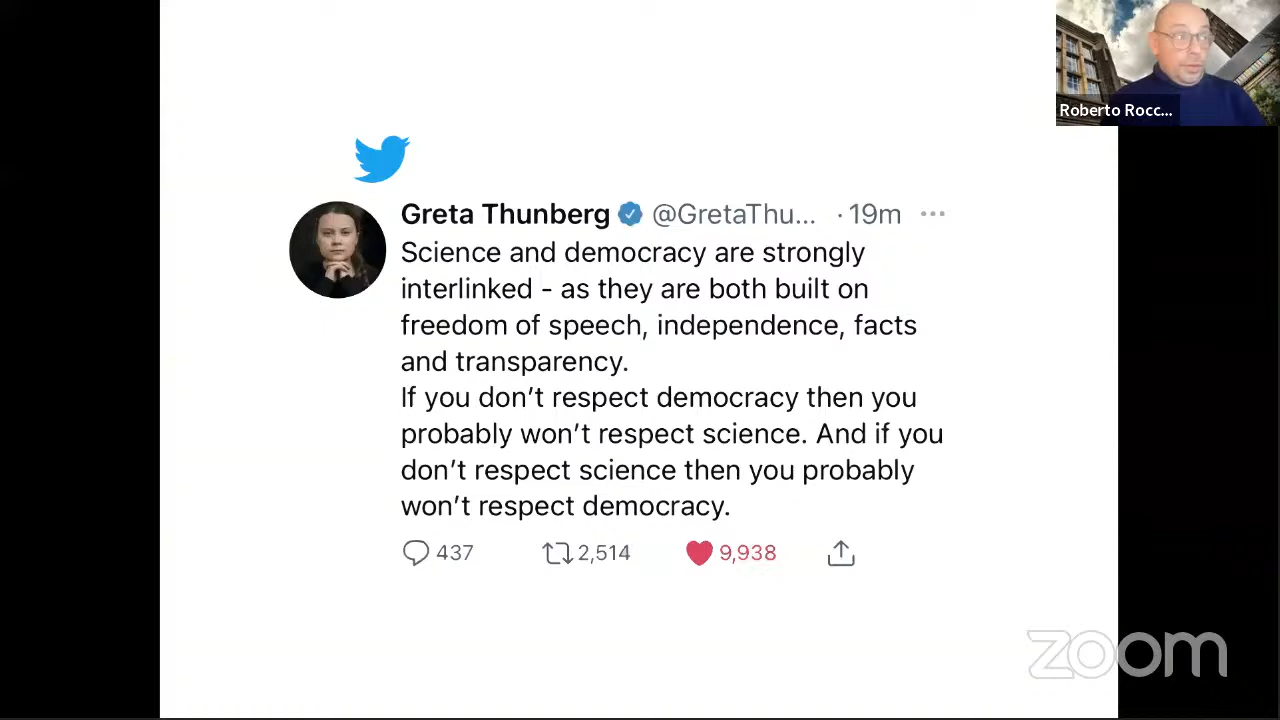 Roberto Rocc...
Greta Thunberg @GretaThu... · 19m ···
Science and democracy are strongly
interlinked - as they are both built on
freedom of speech, independence, facts
and transparency.
If you don’t respect democracy then you
probably won’t respect science. And if you
don’t respect science then you probably
won’t respect democracy.
437 2,514 9,938
zoom